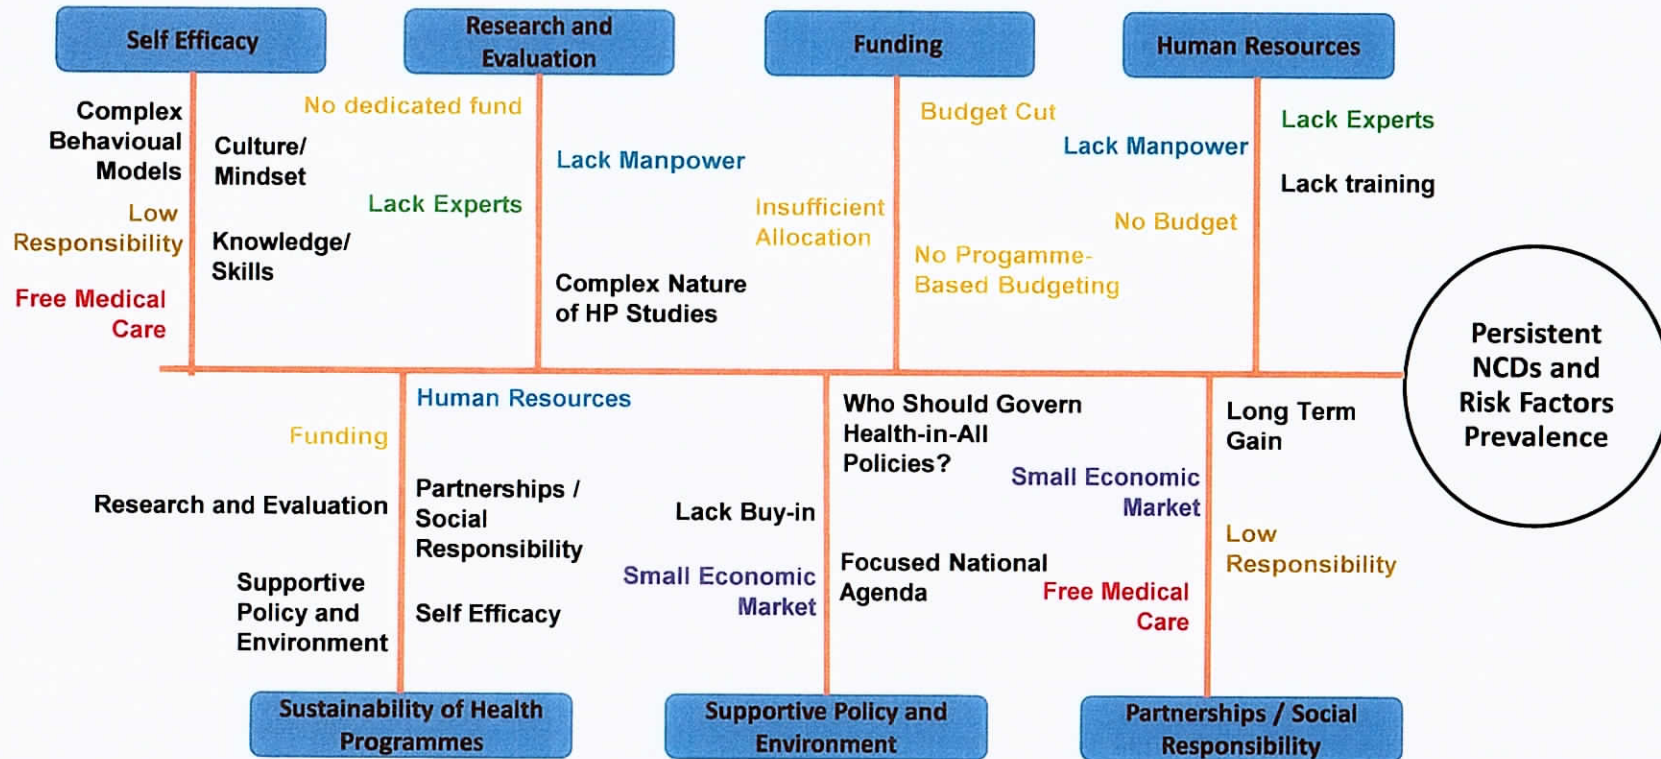 Self Efficacy
Research and
Evaluation
Funding
Human Resources
Complex
Behavioual
Models
Culture/
Mindset
Low
Responsibility
Knowledge/
Skills
Free Medical
Care
No dedicated fund
Lack Manpower
Lack Experts
Complex Nature
of HP Studies
Budget Cut
Insufficient
Allocation
No Progamme-
Based Budgeting
Lack Experts
Lack Manpower
Lack training
No Budget
Persistent
NCDs and
Risk Factors
Prevalence
Human Resources
Funding
Research and Evaluation
Partnerships /
Social
Responsibility
Supportive
Policy and
Environment
Self Efficacy
Who Should Govern
Health-in-All
Policies?
Lack Buy-in
Small Economic
Market
Focused National
Agenda
Long Term
Gain
Small Economic
Market
Low
Responsibility
Free Medical
Care
Sustainability of Health
Programmes
Supportive Policy and
Environment
Partnerships / Social
Responsibility